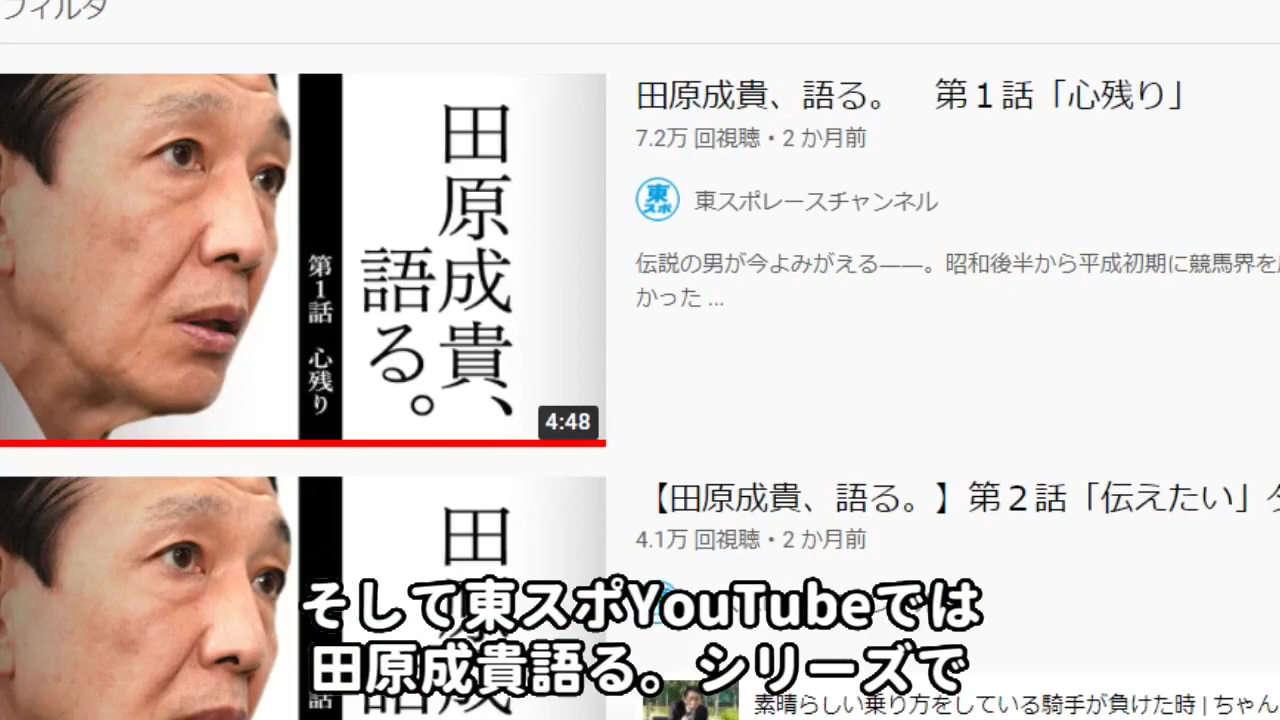 フィルタ
田原成貴、
語る。
第1話 心残り
4:48
田原成貴、語る。 第１話「心残り」
7.2万 回視聴・2 か月前
東スポ
東スポレースチャンネル
伝説の男が今よみがえる——。昭和後半から平成初期に競馬界を
かった ...
【田原成貴、語る。】第２話「伝えたい」
4.1万 回視聴・2 か月前
そして東スポYouTubeでは
田原成貴語る。シリーズで
素晴らしい乗り方をしている騎手が負けた時 | ちゃん